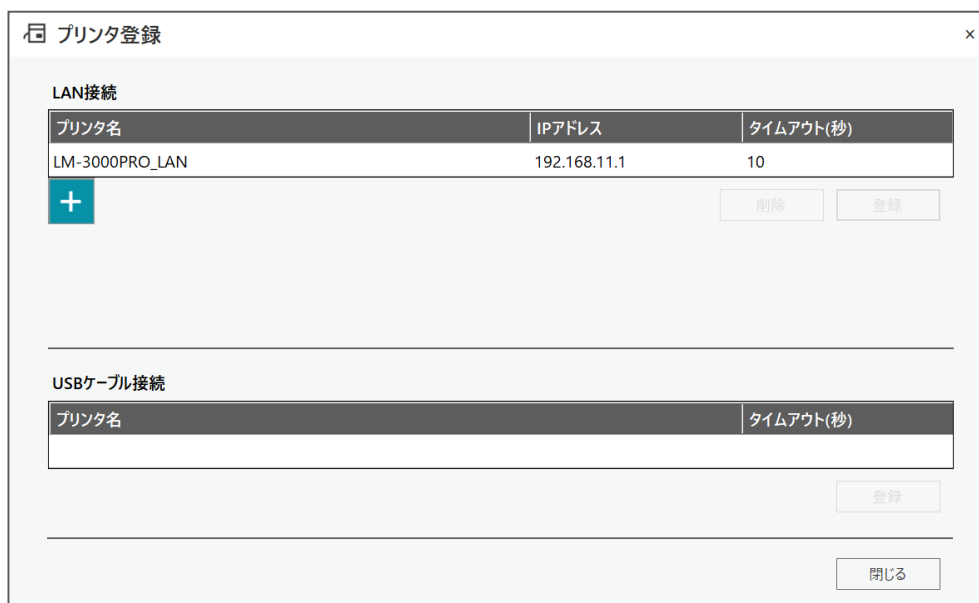 プリンタ登録
×
LAN接続
プリンタ名 IPアドレス タイムアウト(秒)
LM-3000PRO_LAN 192.168.11.1 10
+
削除 登録
USBケーブル接続
プリンタ名 タイムアウト(秒)
登録
閉じる